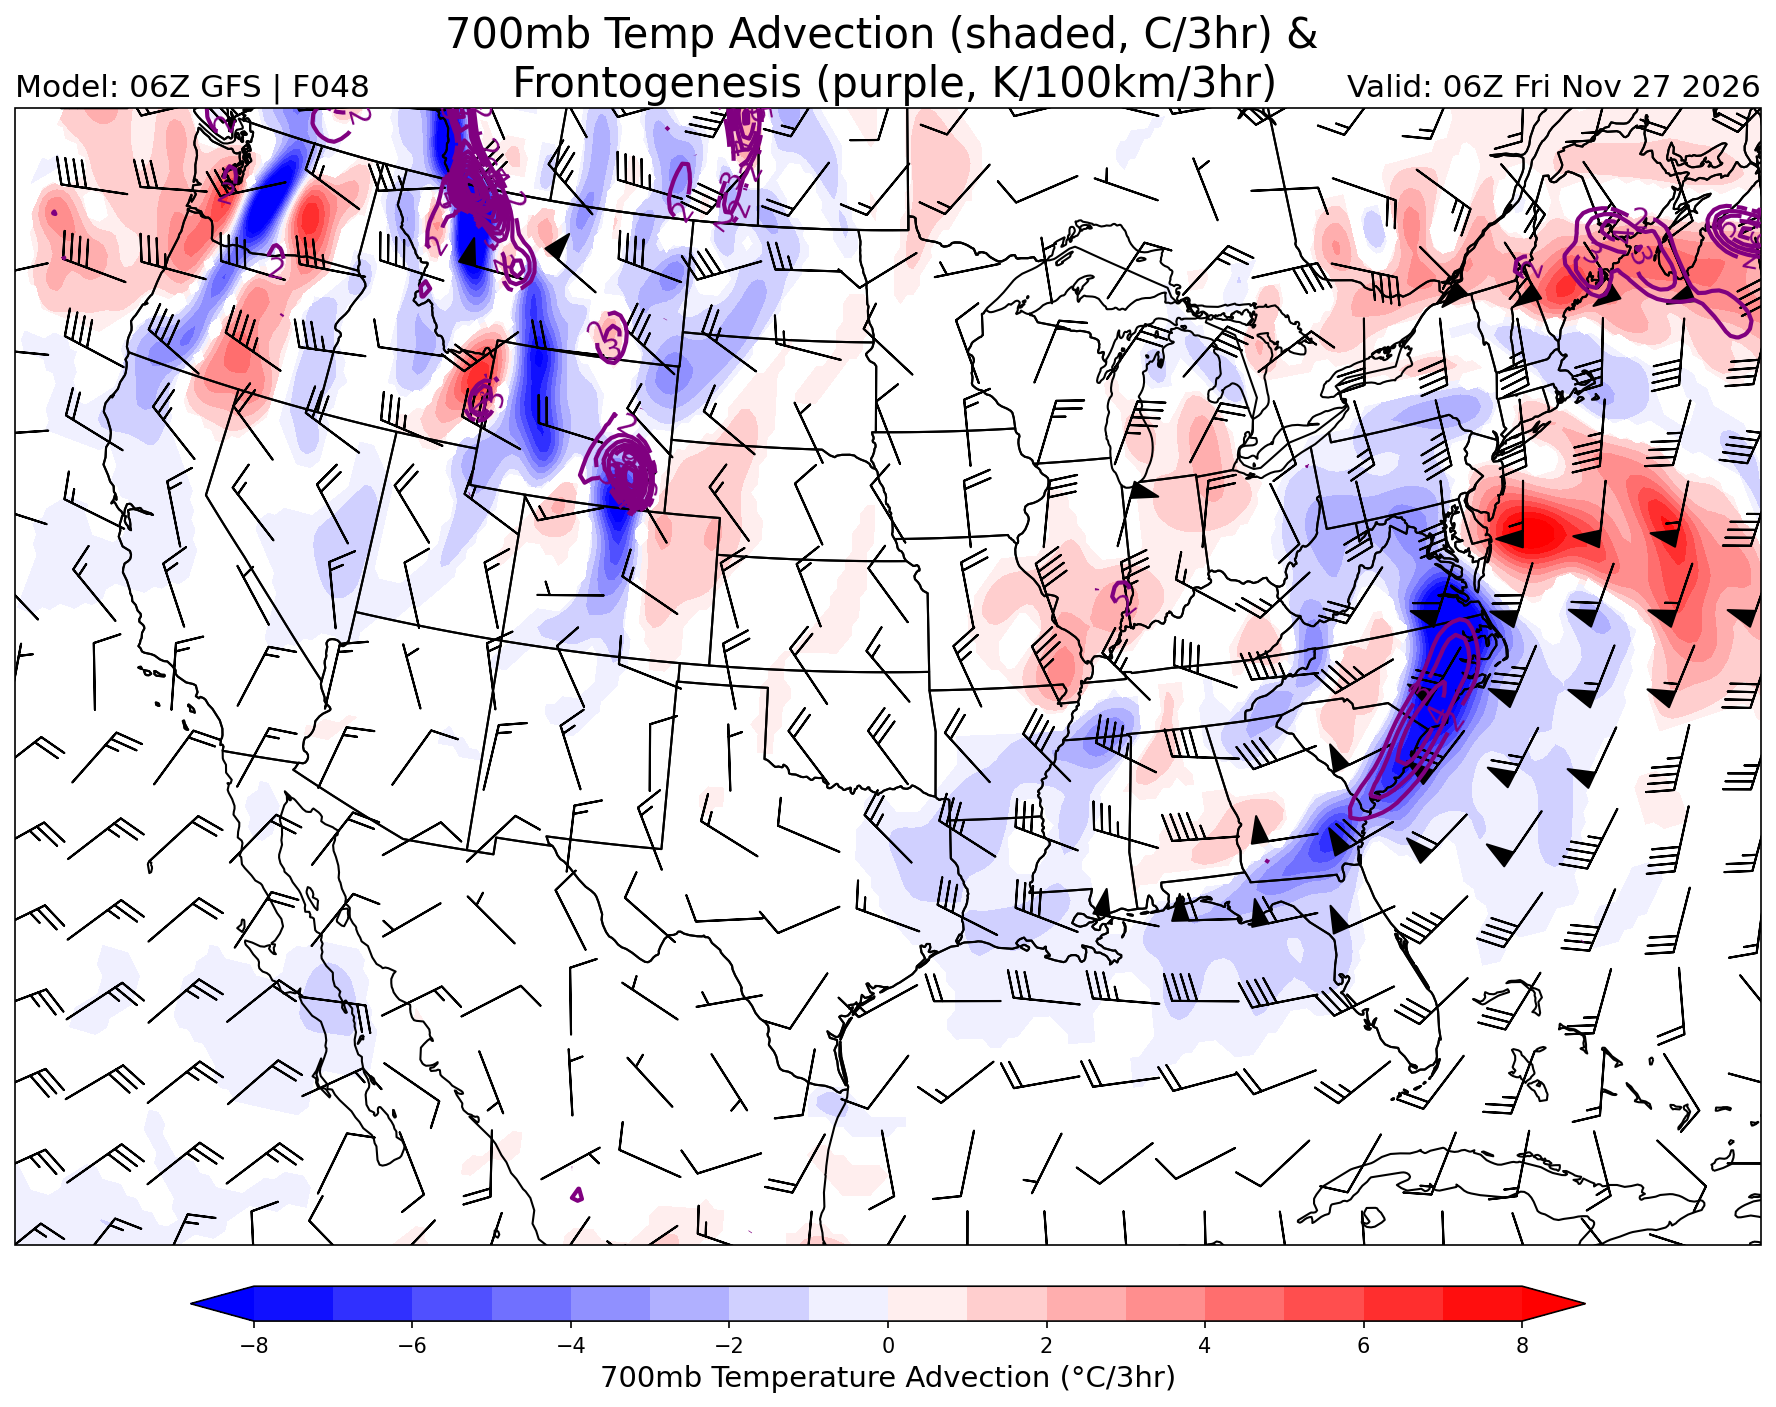 700mb Temp Advection (shaded, C/3hr) &
Frontogenesis (purple, K/100km/3hr)
Model: 06Z GFS | F048
Valid: 06Z Fri Nov 27 2026
−8 −6 −4 −2 0 2 4 6 8
700mb Temperature Advection (°C/3hr)